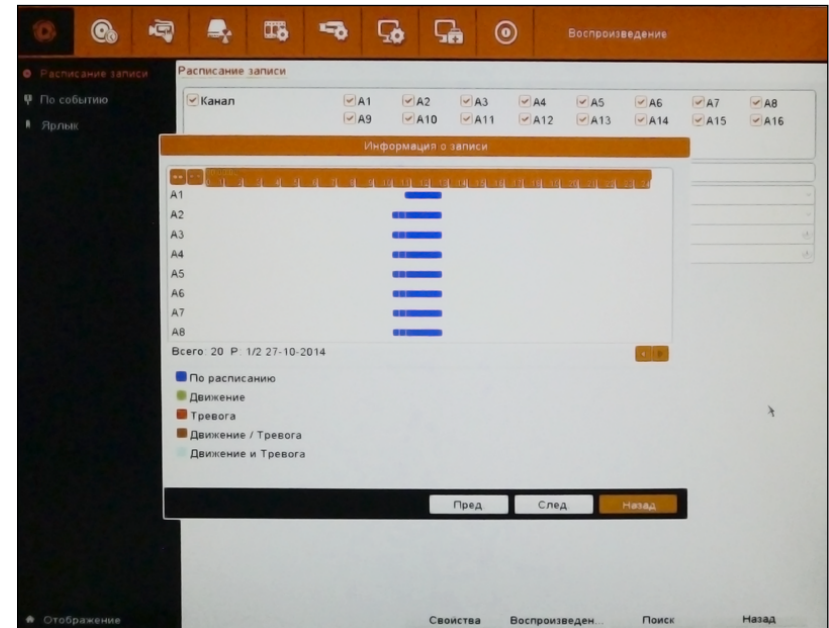 Воспроизведение
Расписание записи
По событию
Ярлык
Расписание записи
Канал
A1 A2 A3 A4 A5 A6 A7 A8
A9 A10 A11 A12 A13 A14 A15 A16
Информация о записи
A1
A2
A3
A4
A5
A6
A7
A8
Всего: 20 P: 1/2 27-10-2014
По расписанию
Движение
Тревога
Движение / Тревога
Движение и Тревога
Пред. След. Назад
Отображение Свойства Воспроизведен... Поиск Назад